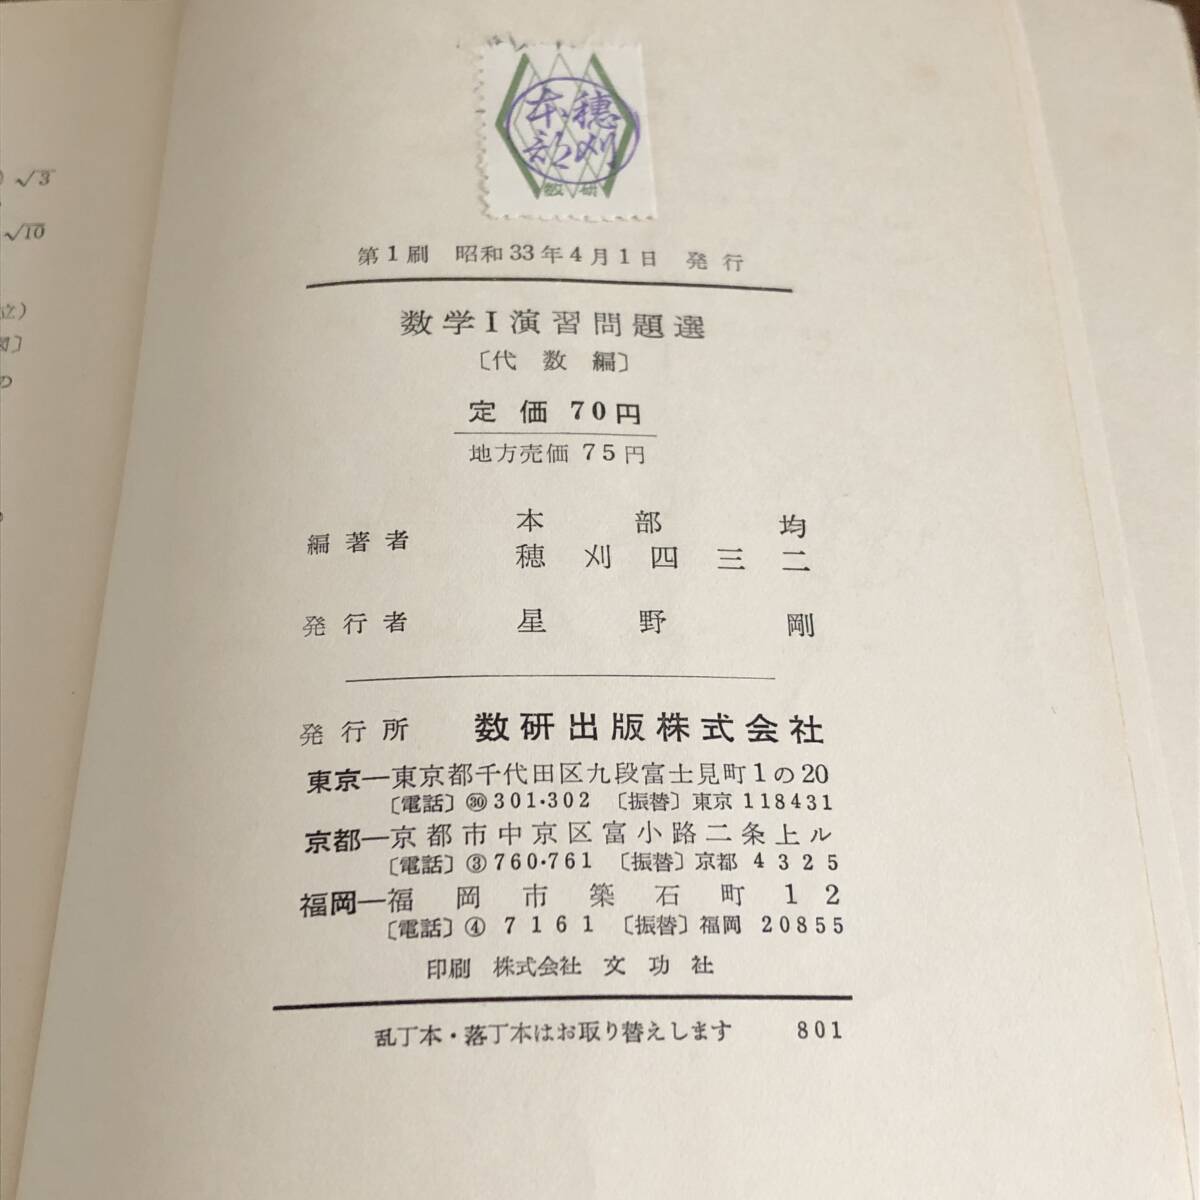 √3
√10
立）
図〕
の
穂刈
本部
数研
第1刷 昭和33年4月1日 発行
数学I演習問題選
〔代数編〕
定価 70円
地方売価 75円
編著者 本部均
穂刈四三二
発行者 星野剛
発行所 数研出版株式会社
東京―東京都千代田区九段富士見町1の20
〔電話〕㉚301・302 〔振替〕東京 118431
京都―京都市中京区富小路二条上ル
〔電話〕③760・761 〔振替〕京都 4325
福岡―福岡市築石町12
〔電話〕④ 7161 〔振替〕福岡 20855
印刷 株式会社 文功社
乱丁本・落丁本はお取り替えします 801